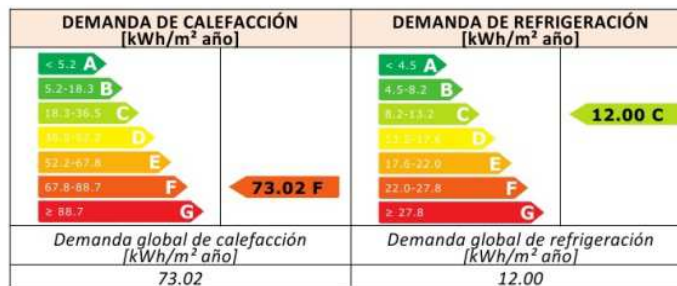 DEMANDA DE CALEFACCIÓN
[kWh/m² año]
DEMANDA DE REFRIGERACIÓN
[kWh/m² año]
< 5.2 A
5.2-18.3 B
18.3-36.5 C
D
52.2-67.8 E
67.8-88.7 F
≥ 88.7 G
73.02 F
< 4.5 A
4.5-8.2 B
8.2-13.2 C
D
17.6-22.0 E
22.0-27.8 F
≥ 27.8 G
12.00 C
Demanda global de calefacción
[kWh/m² año]
73.02
Demanda global de refrigeración
[kWh/m² año]
12.00